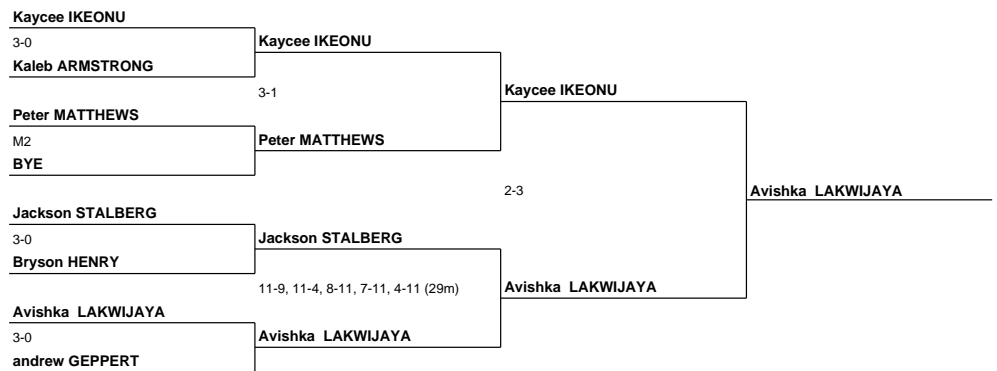 Kaycee IKEONU
3-0
Kaleb ARMSTRONG
Peter MATTHEWS
M2
BYE
Jackson STALBERG
3-0
Bryson HENRY
Avishka LAKWIJAYA
3-0
andrew GEPPERT
Kaycee IKEONU
3-1
Peter MATTHEWS
Jackson STALBERG
11-9, 11-4, 8-11, 7-11, 4-11 (29m)
Avishka LAKWIJAYA
Kaycee IKEONU
2-3
Avishka LAKWIJAYA
Avishka LAKWIJAYA